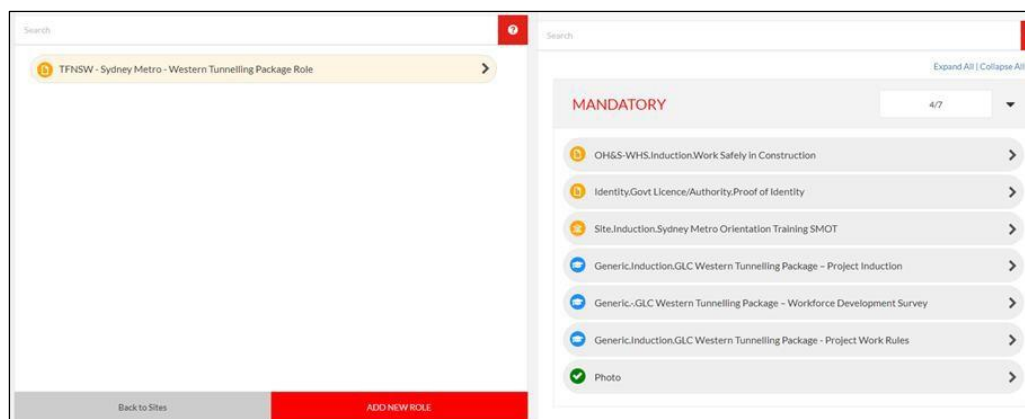 Search
TFNSW - Sydney Metro - Western Tunnelling Package Role
Back to Sites
ADD NEW ROLE
Search
Expand All | Collapse All
MANDATORY
4/7
OH&S-WHS.Induction.Work Safely in Construction
Identity.Govt Licence/Authority.Proof of Identity
Site.Induction.Sydney Metro Orientation Training SMOT
Generic.Induction.GLC Western Tunnelling Package – Project Induction
Generic.-.GLC Western Tunnelling Package – Workforce Development Survey
Generic.Induction.GLC Western Tunnelling Package - Project Work Rules
Photo